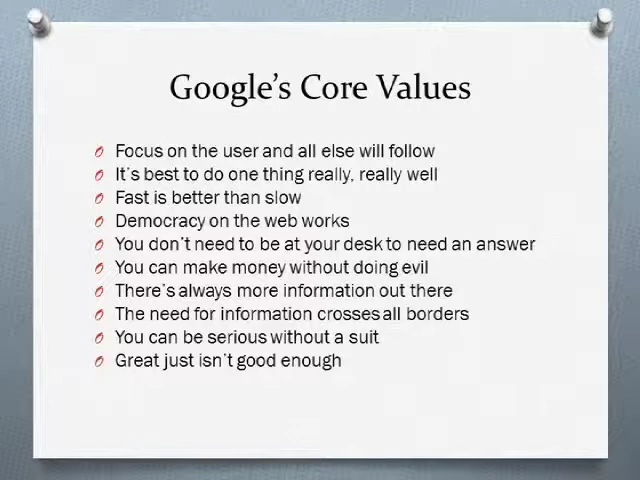 Google's Core Values
Focus on the user and all else will follow
It's best to do one thing really, really well
Fast is better than slow
Democracy on the web works
You don't need to be at your desk to need an answer
You can make money without doing evil
There's always more information out there
The need for information crosses all borders
You can be serious without a suit
Great just isn't good enough